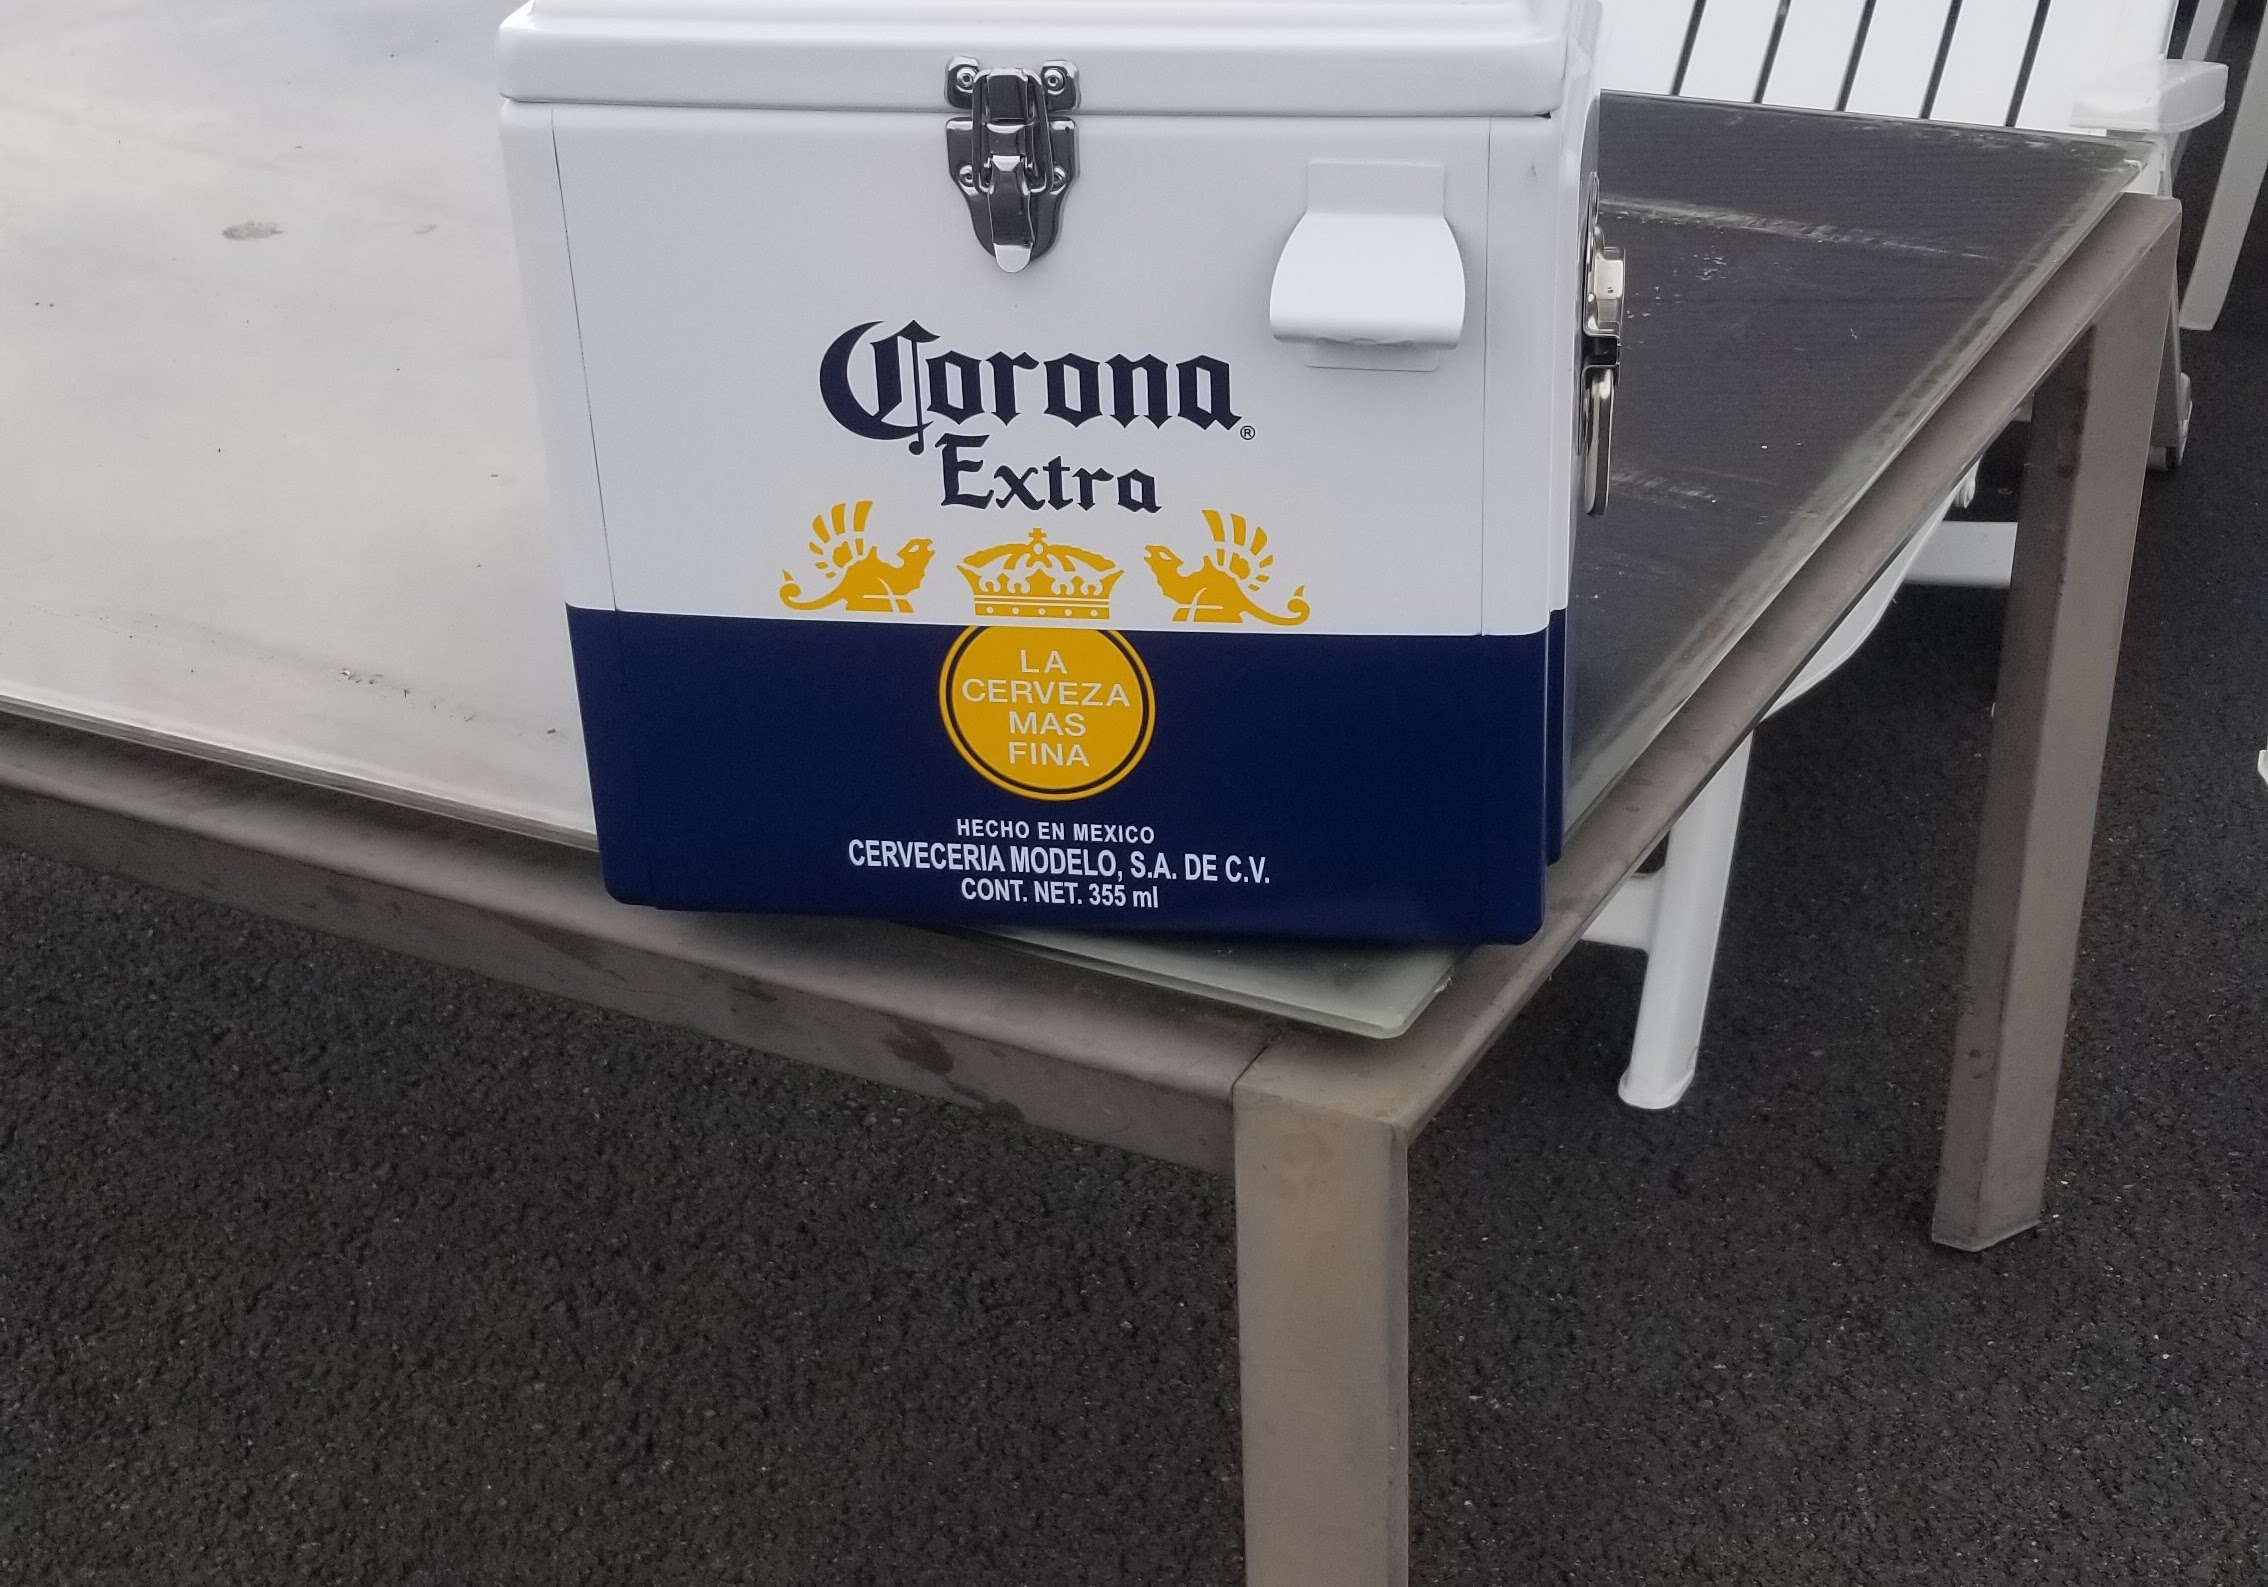 Corona®
Extra
LA
CERVEZA
MAS
FINA
HECHO EN MEXICO
CERVECERIA MODELO, S.A. DE C.V.
CONT. NET. 355 ml